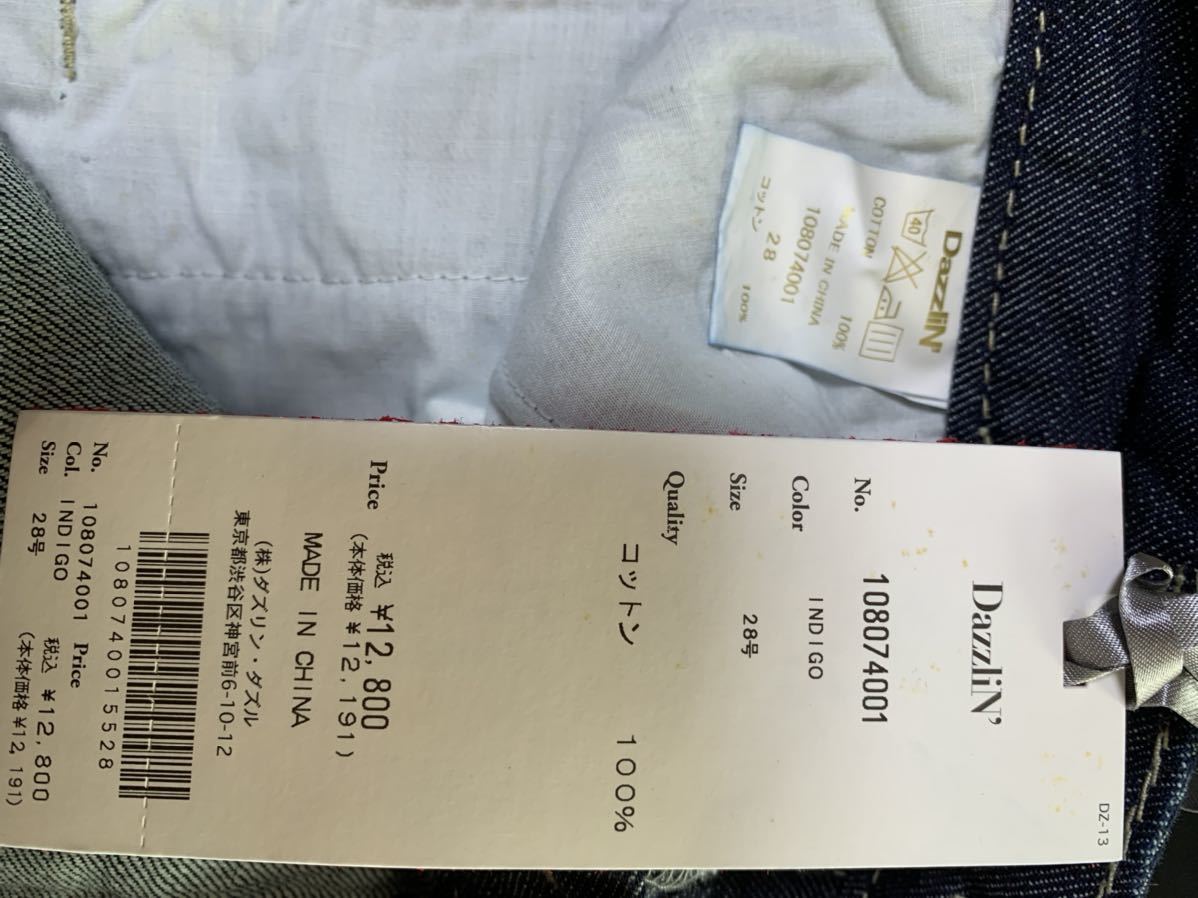 DazzliN'
40
COTTON 100%
MADE IN CHINA
108074001
28
コットン 100%
DZ-13
DazzliN'
No. 108074001
Color INDIGO
Size 28号
Quality
コットン 100%
Price 税込 ¥12,800
(本体価格 ¥12,191)
MADE IN CHINA
(株)ダズリン・ダズル
東京都渋谷区神宮前6-10-12
1080740015528
No. 108074001 Price
Col. INDIGO 税込 ¥12,800
Size 28号 (本体価格 ¥12,191)